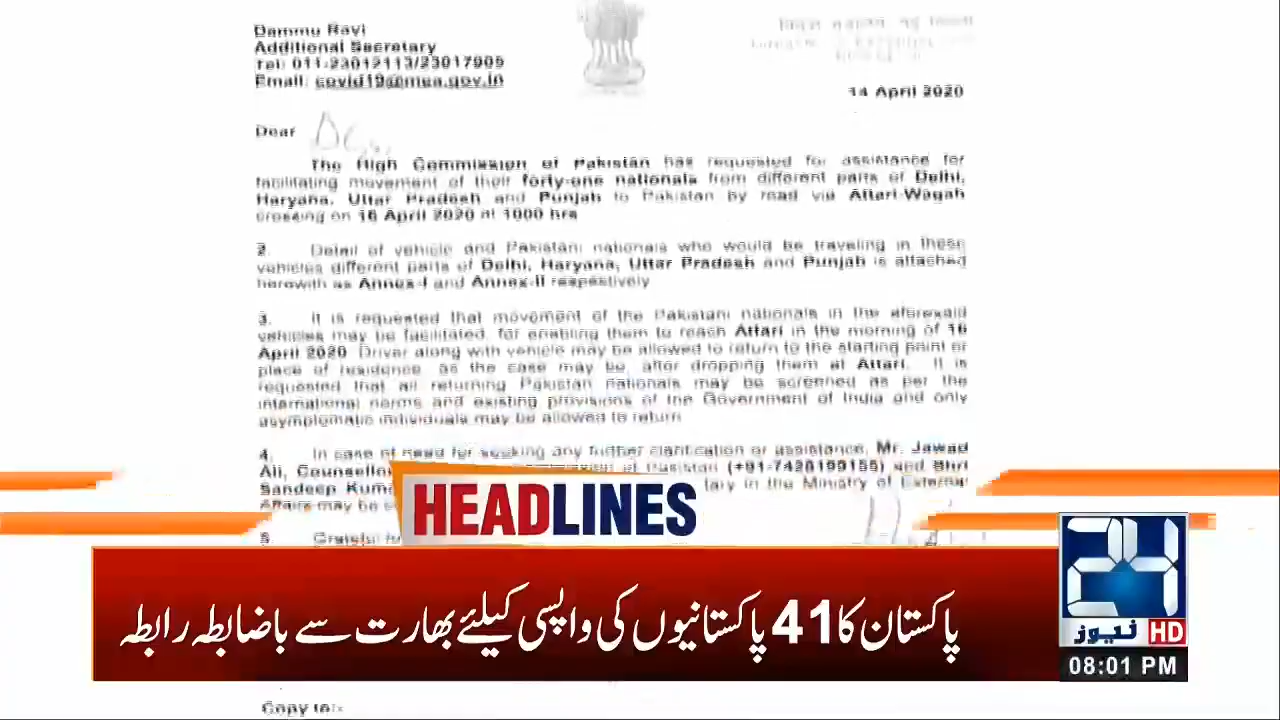 Dammu Ravi
Additional Secretary
Tel: 011-23012113/23017905
Email: covid19@mea.gov.in
14 April 2020
Dear
The High Commission of Pakistan has requested for assistance for
facilitating movement of their forty-one nationals from different parts of Delhi,
Haryana, Uttar Pradesh and Punjab to Pakistan by road via Attari-Wagah
crossing on 16 April 2020 at 1000 hrs
2. Detail of vehicle and Pakistani nationals who would be traveling in these
vehicles different parts of Delhi, Haryana, Uttar Pradesh and Punjab is attached
herewith as Annex-I and Annex-II respectively
3. It is requested that movement of the Pakistani nationals in the aforesaid
vehicles may be facilitated, for enabling them to reach Attari in the morning of 16
April 2020. Driver along with vehicle may be allowed to return to the starting point or
place of residence, as the case may be, after dropping them at Attari. It is
requested that all returning Pakistan nationals may be screened as per the
international norms and existing provisions of the Government of India and only
asymptomatic individuals may be allowed to return
4. In case of need for seeking any further clarification or assistance, Mr. Jawad
Ali, of Pakistan (+91-7428199155) and Shri
Sandeep in the Ministry of External
Affairs may be
5. Grateful
HEADLINES
پاکستان کا 41 پاکستانیوں کی واپسی کیلئے بھارت سے باضابطہ رابطہ
24
نیوز HD
08:01 PM
Copy to:-